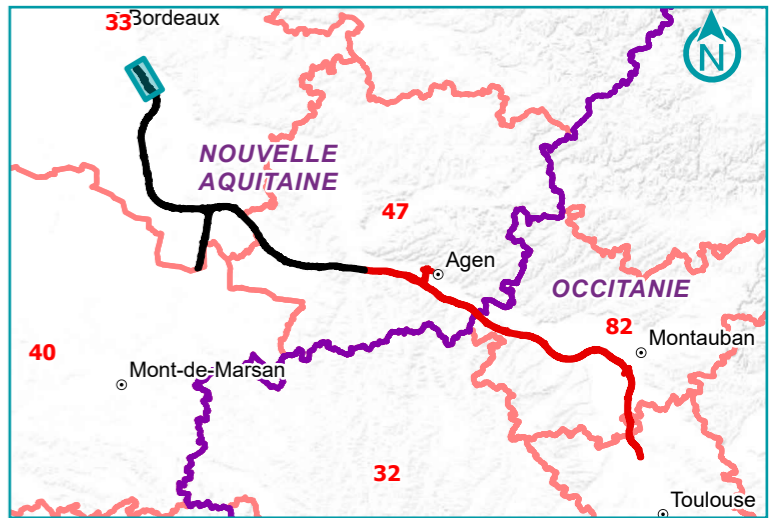 33
Bordeaux
N
NOUVELLE
AQUITAINE
47
Agen
OCCITANIE
82
Montauban
40
Mont-de-Marsan
32
Toulouse